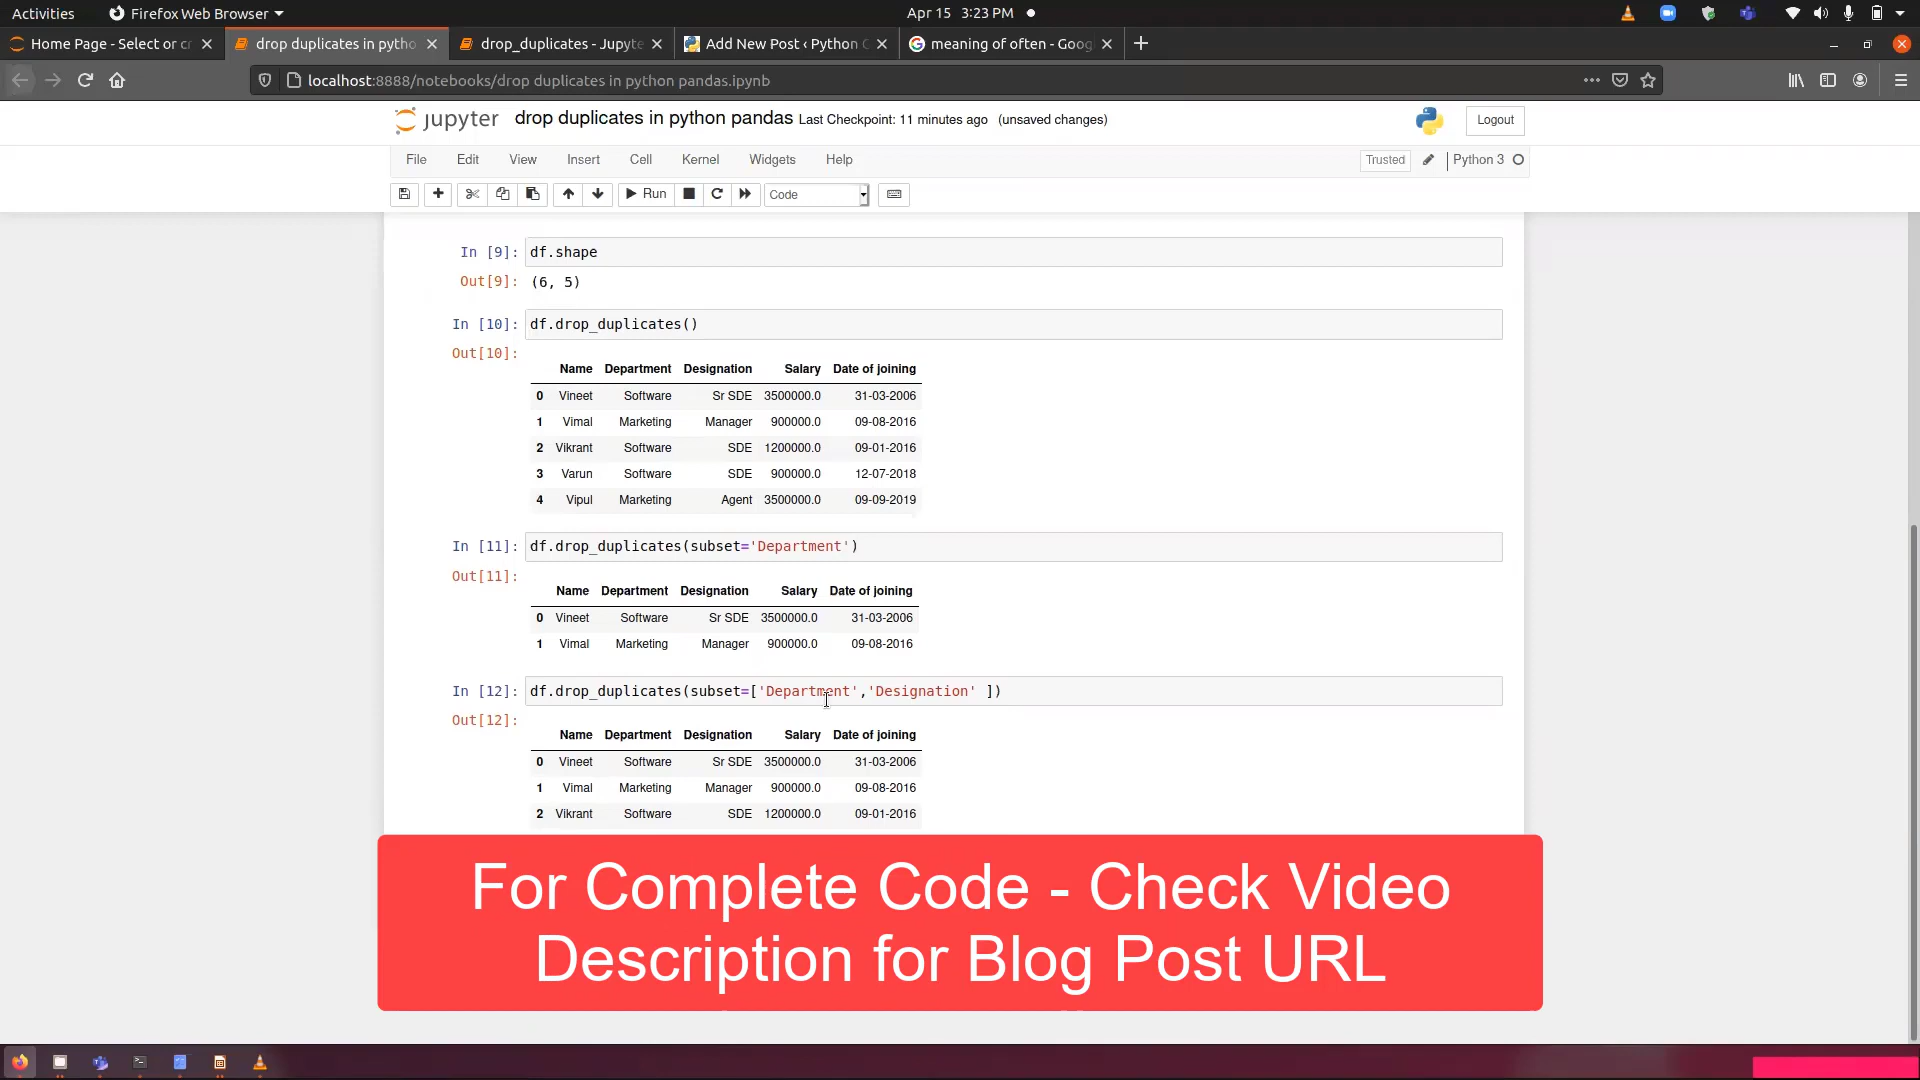 Activities Firefox Web Browser Apr 15 3:23 PM
Home Page - Select or cr drop duplicates in pytho drop_duplicates - Jupyte Add New Post ‹ Python C meaning of often - Goog
localhost:8888/notebooks/drop duplicates in python pandas.ipynb
jupyter drop duplicates in python pandas Last Checkpoint: 11 minutes ago (unsaved changes) Logout
File Edit View Insert Cell Kernel Widgets Help Trusted Python 3
Run Code
In [9]: df.shape
Out[9]: (6, 5)
In [10]: df.drop_duplicates()
Out[10]:
Name Department Designation Salary Date of joining
0 Vineet Software Sr SDE 3500000.0 31-03-2006
1 Vimal Marketing Manager 900000.0 09-08-2016
2 Vikrant Software SDE 1200000.0 09-01-2016
3 Varun Software SDE 900000.0 12-07-2018
4 Vipul Marketing Agent 3500000.0 09-09-2019
In [11]: df.drop_duplicates(subset='Department')
Out[11]:
Name Department Designation Salary Date of joining
0 Vineet Software Sr SDE 3500000.0 31-03-2006
1 Vimal Marketing Manager 900000.0 09-08-2016
In [12]: df.drop_duplicates(subset=['Department','Designation' ])
Out[12]:
Name Department Designation Salary Date of joining
0 Vineet Software Sr SDE 3500000.0 31-03-2006
1 Vimal Marketing Manager 900000.0 09-08-2016
2 Vikrant Software SDE 1200000.0 09-01-2016
For Complete Code - Check Video
Description for Blog Post URL